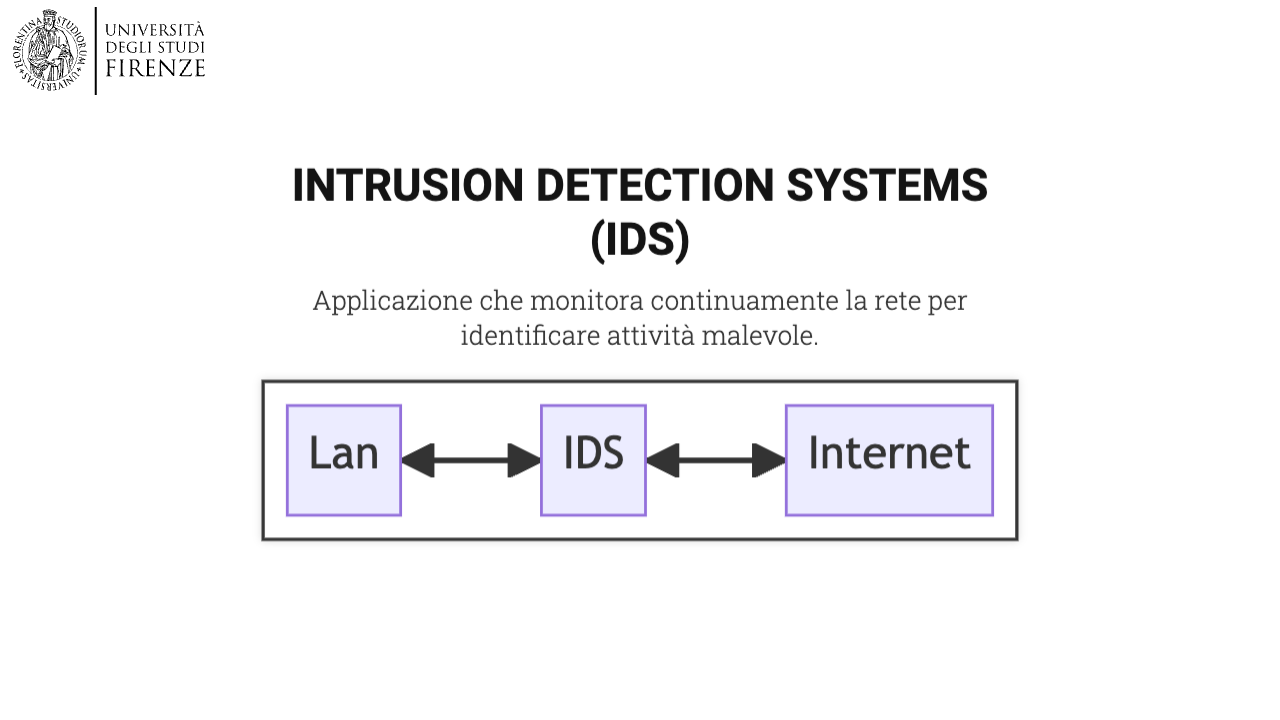 FLORENTINA STUDIORUM UNIVERSITAS
UNIVERSITÀ
DEGLI STUDI
FIRENZE
INTRUSION DETECTION SYSTEMS
(IDS)
Applicazione che monitora continuamente la rete per
identificare attività malevole.
Lan
IDS
Internet